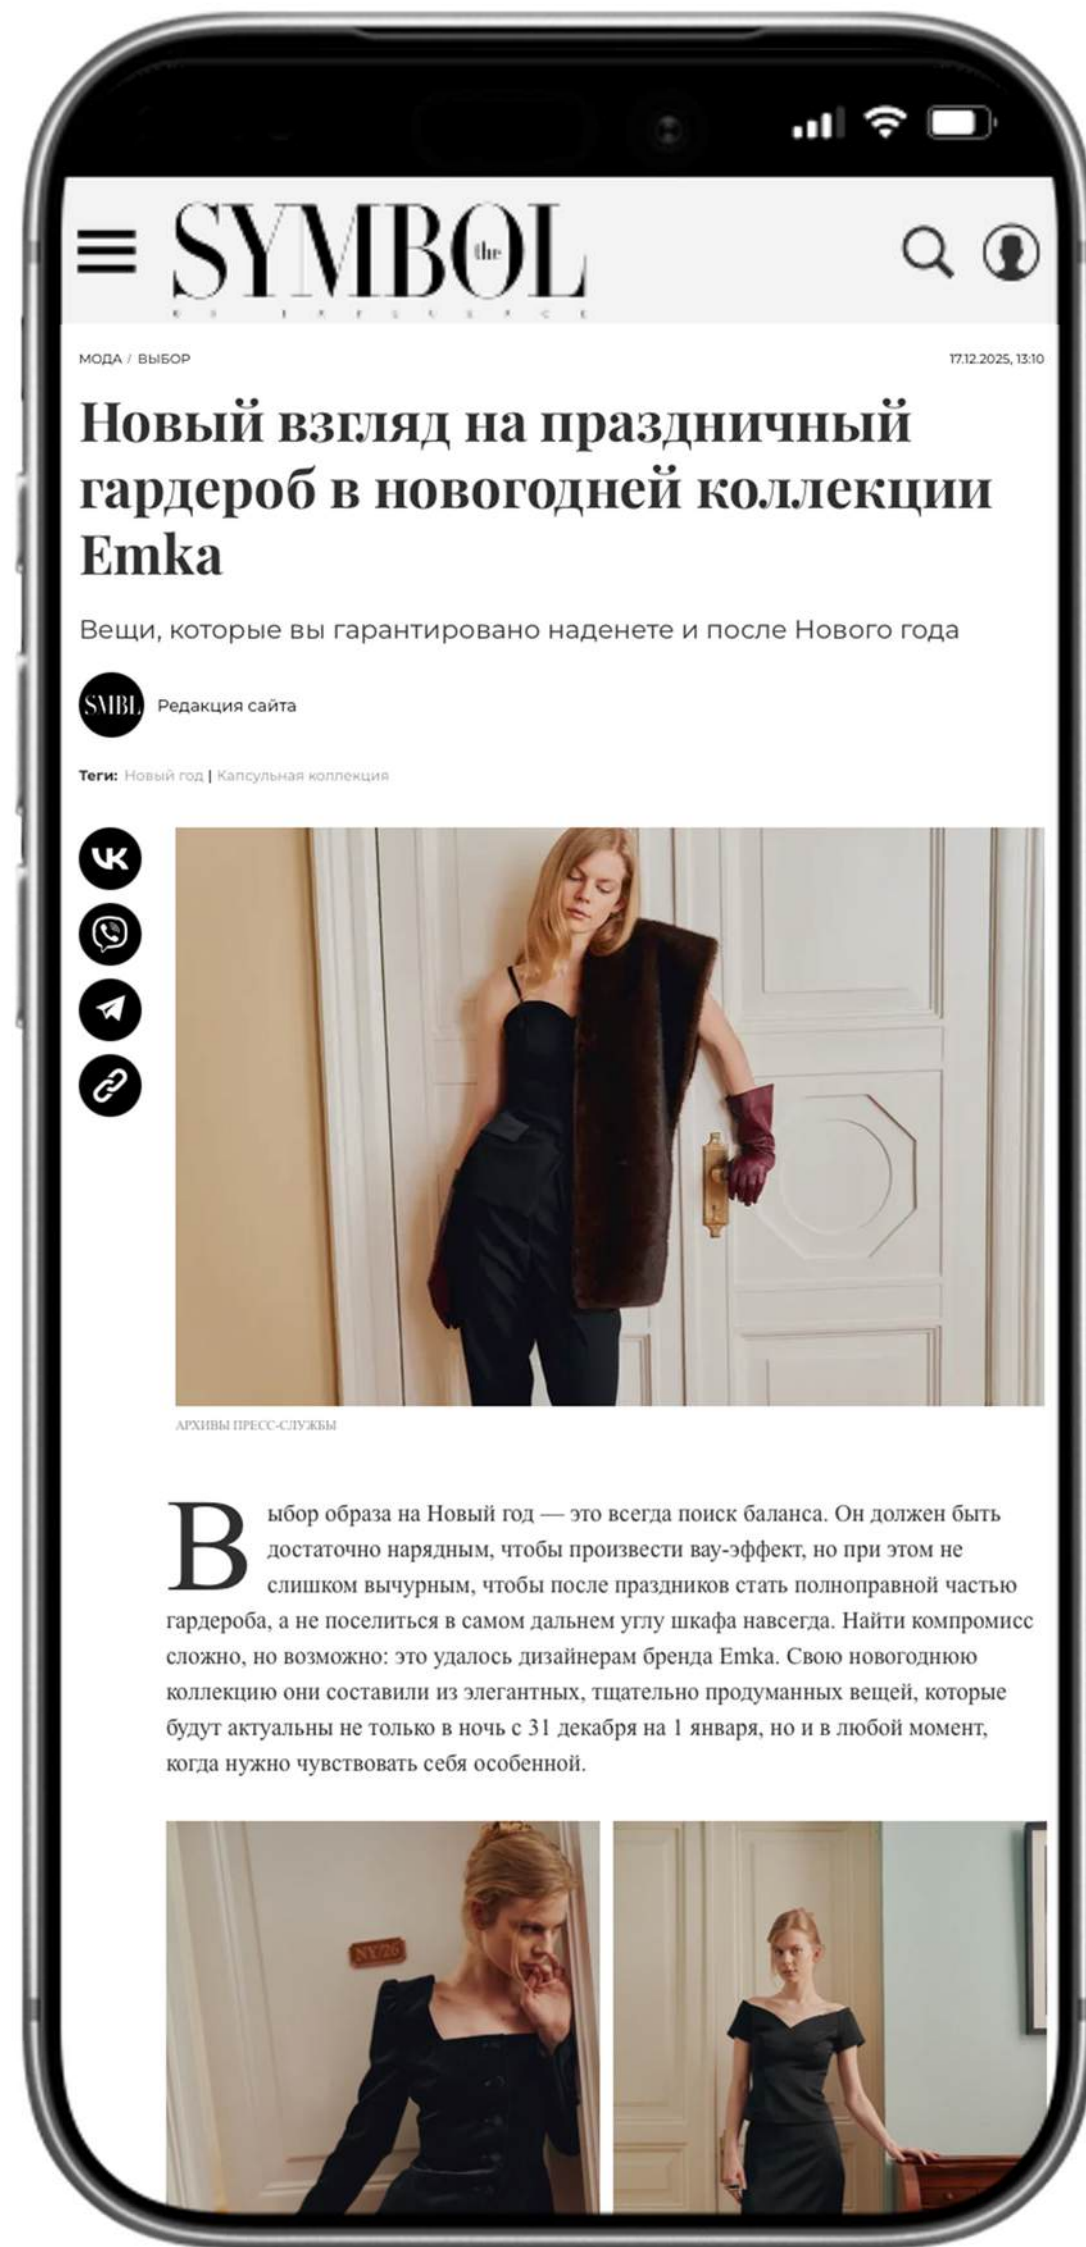 SYMBOL
the
МОДА / ВЫБОР
17.12.2025, 13:10
Новый взгляд на праздничный
гардероб в новогодней коллекции
Emka
Вещи, которые вы гарантировано наденете и после Нового года
SMBL
Редакция сайта
Теги: Новый год | Капсульная коллекция
АРХИВЫ ПРЕСС-СЛУЖБЫ
Выбор образа на Новый год — это всегда поиск баланса. Он должен быть
достаточно нарядным, чтобы произвести вау-эффект, но при этом не
слишком вычурным, чтобы после праздников стать полноправной частью
гардероба, а не поселиться в самом дальнем углу шкафа навсегда. Найти компромисс
сложно, но возможно: это удалось дизайнерам бренда Emka. Свою новогоднюю
коллекцию они составили из элегантных, тщательно продуманных вещей, которые
будут актуальны не только в ночь с 31 декабря на 1 января, но и в любой момент,
когда нужно чувствовать себя особенной.
NY/26